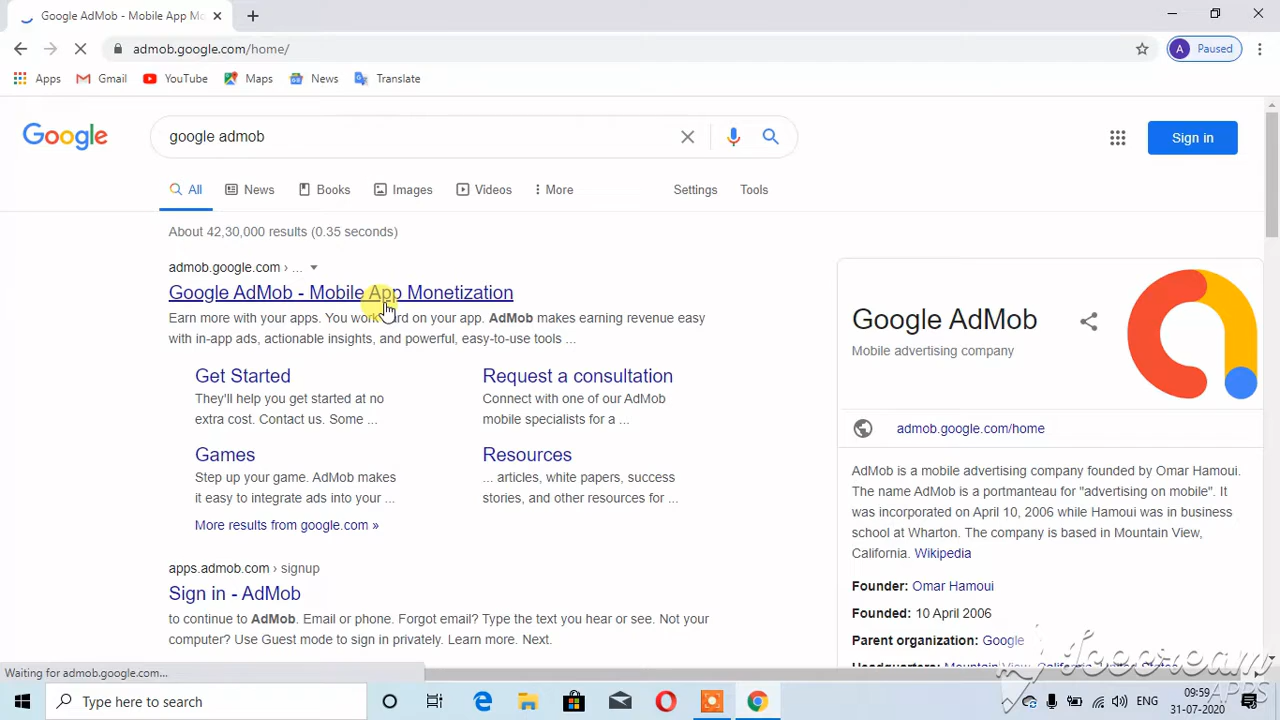 Google AdMob - Mobile App Mo
admob.google.com/home/
A Paused
Apps Gmail YouTube Maps News Translate
Google
google admob
Sign in
All News Books Images Videos More Settings Tools
About 42,30,000 results (0.35 seconds)
admob.google.com › ...
Google AdMob - Mobile App Monetization
Earn more with your apps. You work hard on your app. AdMob makes earning revenue easy
with in-app ads, actionable insights, and powerful, easy-to-use tools ...
Get Started
They'll help you get started at no
extra cost. Contact us. Some ...
Request a consultation
Connect with one of our AdMob
mobile specialists for a ...
Games
Step up your game. AdMob makes
it easy to integrate ads into your ...
Resources
... articles, white papers, success
stories, and other resources for ...
More results from google.com »
apps.admob.com › signup
Sign in - AdMob
to continue to AdMob. Email or phone. Forgot email? Type the text you hear or see. Not your
computer? Use Guest mode to sign in privately. Learn more. Next.
Google AdMob
Mobile advertising company
admob.google.com/home
AdMob is a mobile advertising company founded by Omar Hamoui.
The name AdMob is a portmanteau for "advertising on mobile". It
was incorporated on April 10, 2006 while Hamoui was in business
school at Wharton. The company is based in Mountain View,
California. Wikipedia
Founder: Omar Hamoui
Founded: 10 April 2006
Parent organization: Google
Headquarters: Mountain View, California, United States
Waiting for admob.google.com...
Type here to search
ENG
09:59
31-07-2020
APPS